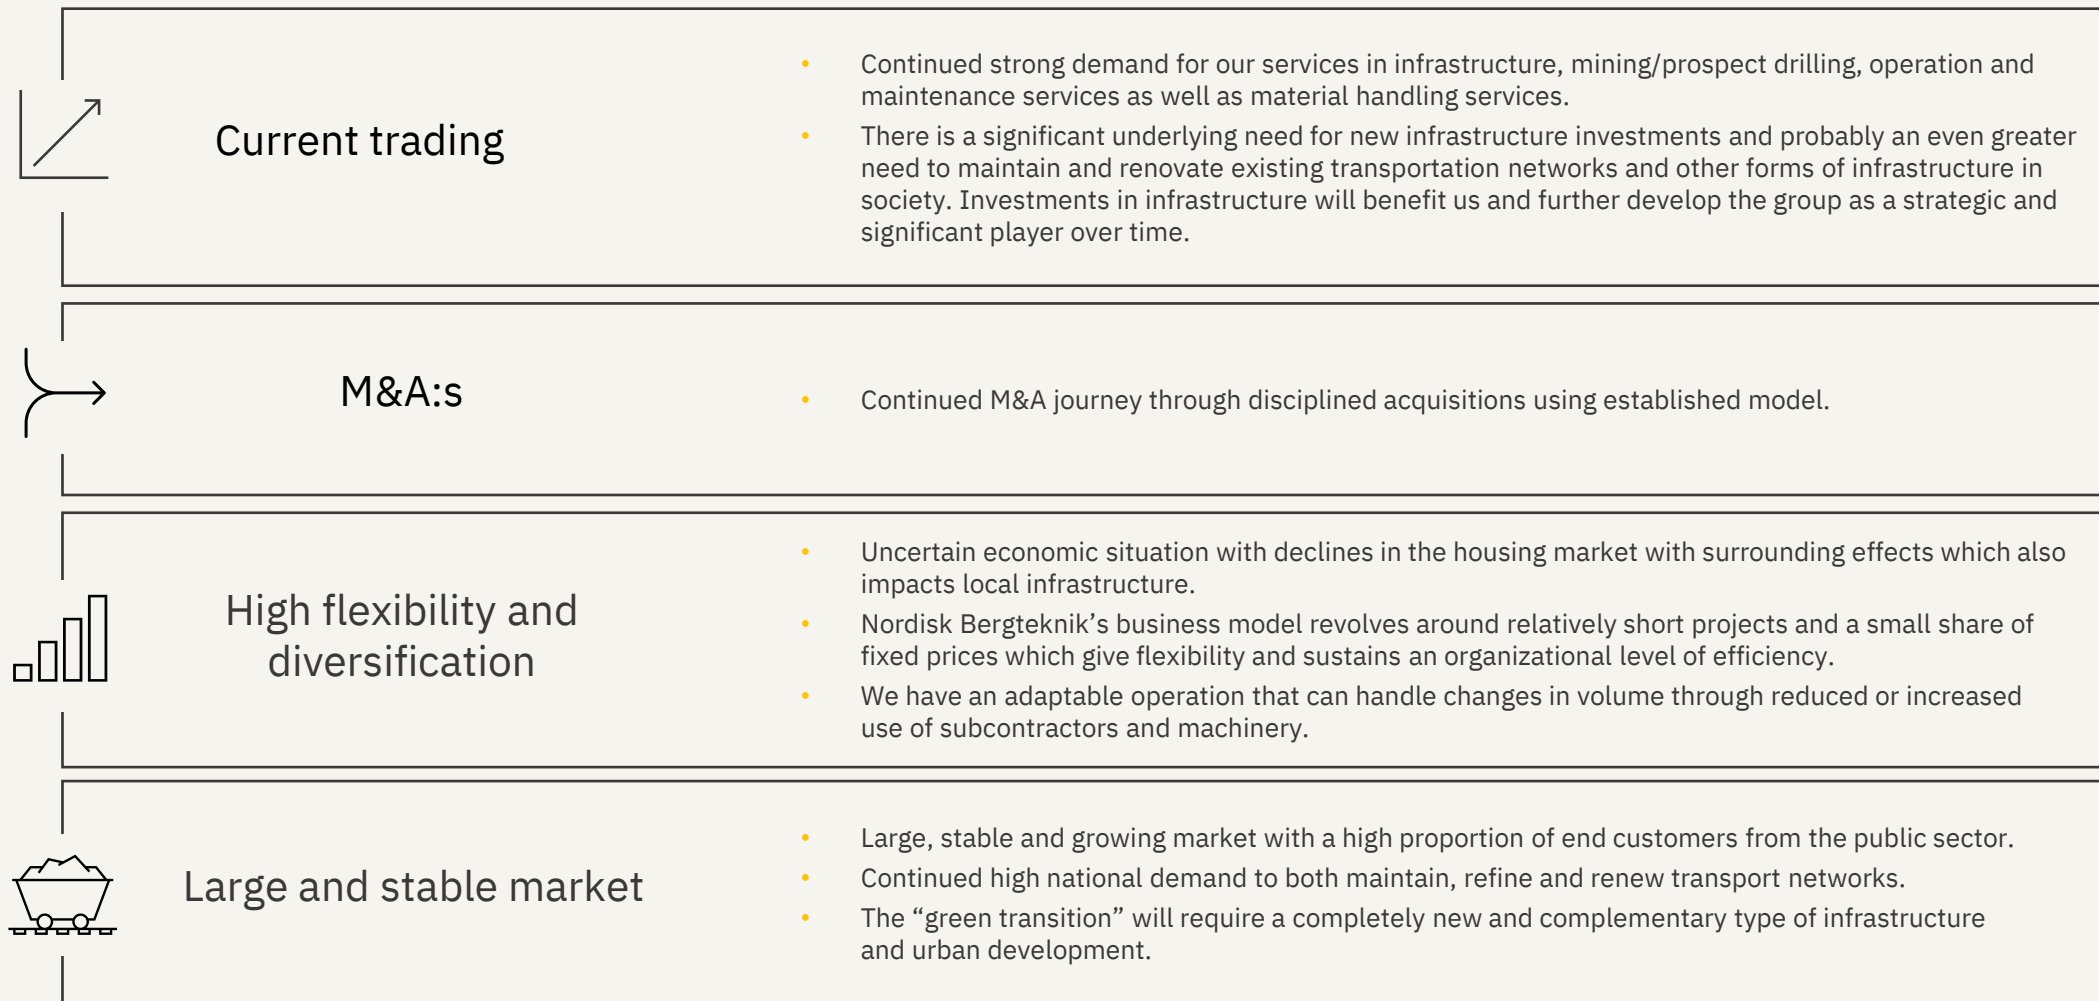 Current trading
• Continued strong demand for our services in infrastructure, mining/prospect drilling, operation and
maintenance services as well as material handling services.
• There is a significant underlying need for new infrastructure investments and probably an even greater
need to maintain and renovate existing transportation networks and other forms of infrastructure in
society. Investments in infrastructure will benefit us and further develop the group as a strategic and
significant player over time.
M&A:s
• Continued M&A journey through disciplined acquisitions using established model.
High flexibility and
diversification
• Uncertain economic situation with declines in the housing market with surrounding effects which also
impacts local infrastructure.
• Nordisk Bergteknik’s business model revolves around relatively short projects and a small share of
fixed prices which give flexibility and sustains an organizational level of efficiency.
• We have an adaptable operation that can handle changes in volume through reduced or increased
use of subcontractors and machinery.
Large and stable market
• Large, stable and growing market with a high proportion of end customers from the public sector.
• Continued high national demand to both maintain, refine and renew transport networks.
• The “green transition” will require a completely new and complementary type of infrastructure
and urban development.